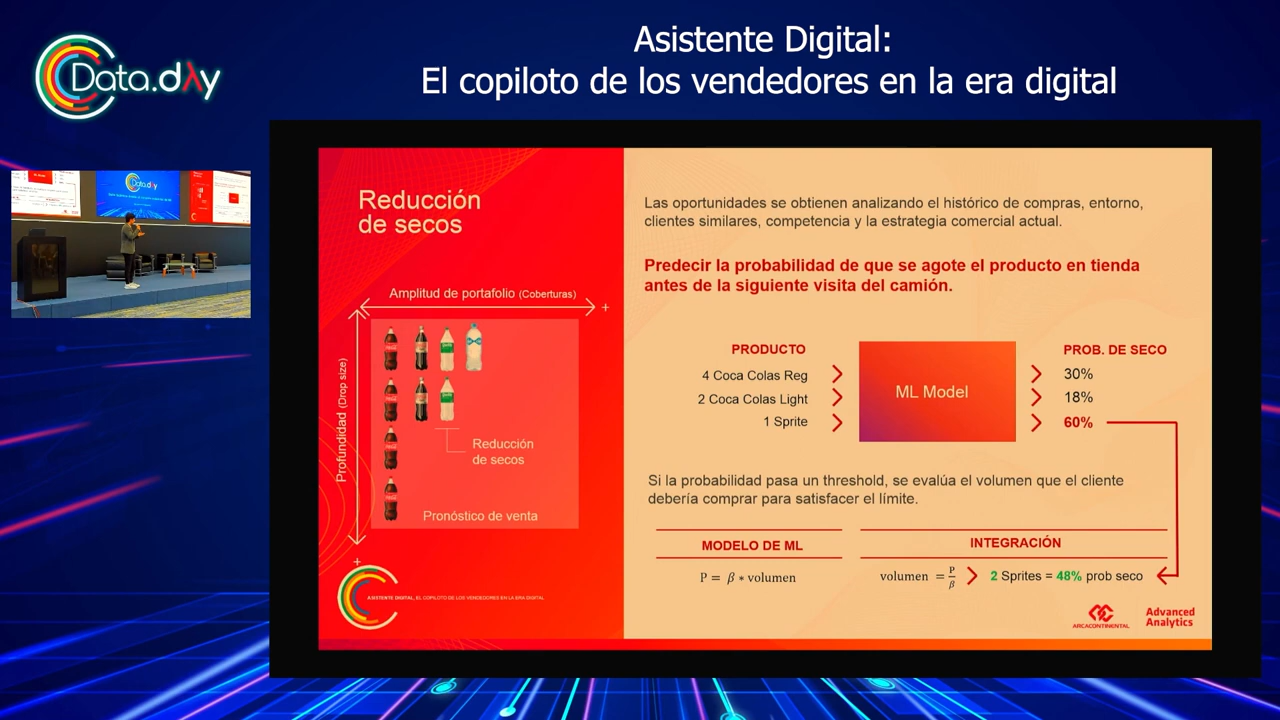 Asistente Digital:
El copiloto de los vendedores en la era digital
Data.dλy
Reducción
de secos
Amplitud de portafolio (Coberturas)
+
Profundidad (Drop size)
Reducción
de secos
Pronóstico de venta
+
ASISTENTE DIGITAL, EL COPILOTO DE LOS VENDEDORES EN LA ERA DIGITAL
Las oportunidades se obtienen analizando el histórico de compras, entorno,
clientes similares, competencia y la estrategia comercial actual.
Predecir la probabilidad de que se agote el producto en tienda
antes de la siguiente visita del camión.
PRODUCTO
4 Coca Colas Reg
2 Coca Colas Light
1 Sprite
ML Model
PROB. DE SECO
30%
18%
60%
Si la probabilidad pasa un threshold, se evalúa el volumen que el cliente
debería comprar para satisfacer el límite.
MODELO DE ML
P = β * volumen
INTEGRACIÓN
volumen = P/β
2 Sprites = 48% prob seco
ARCACONTINENTAL
Advanced
Analytics